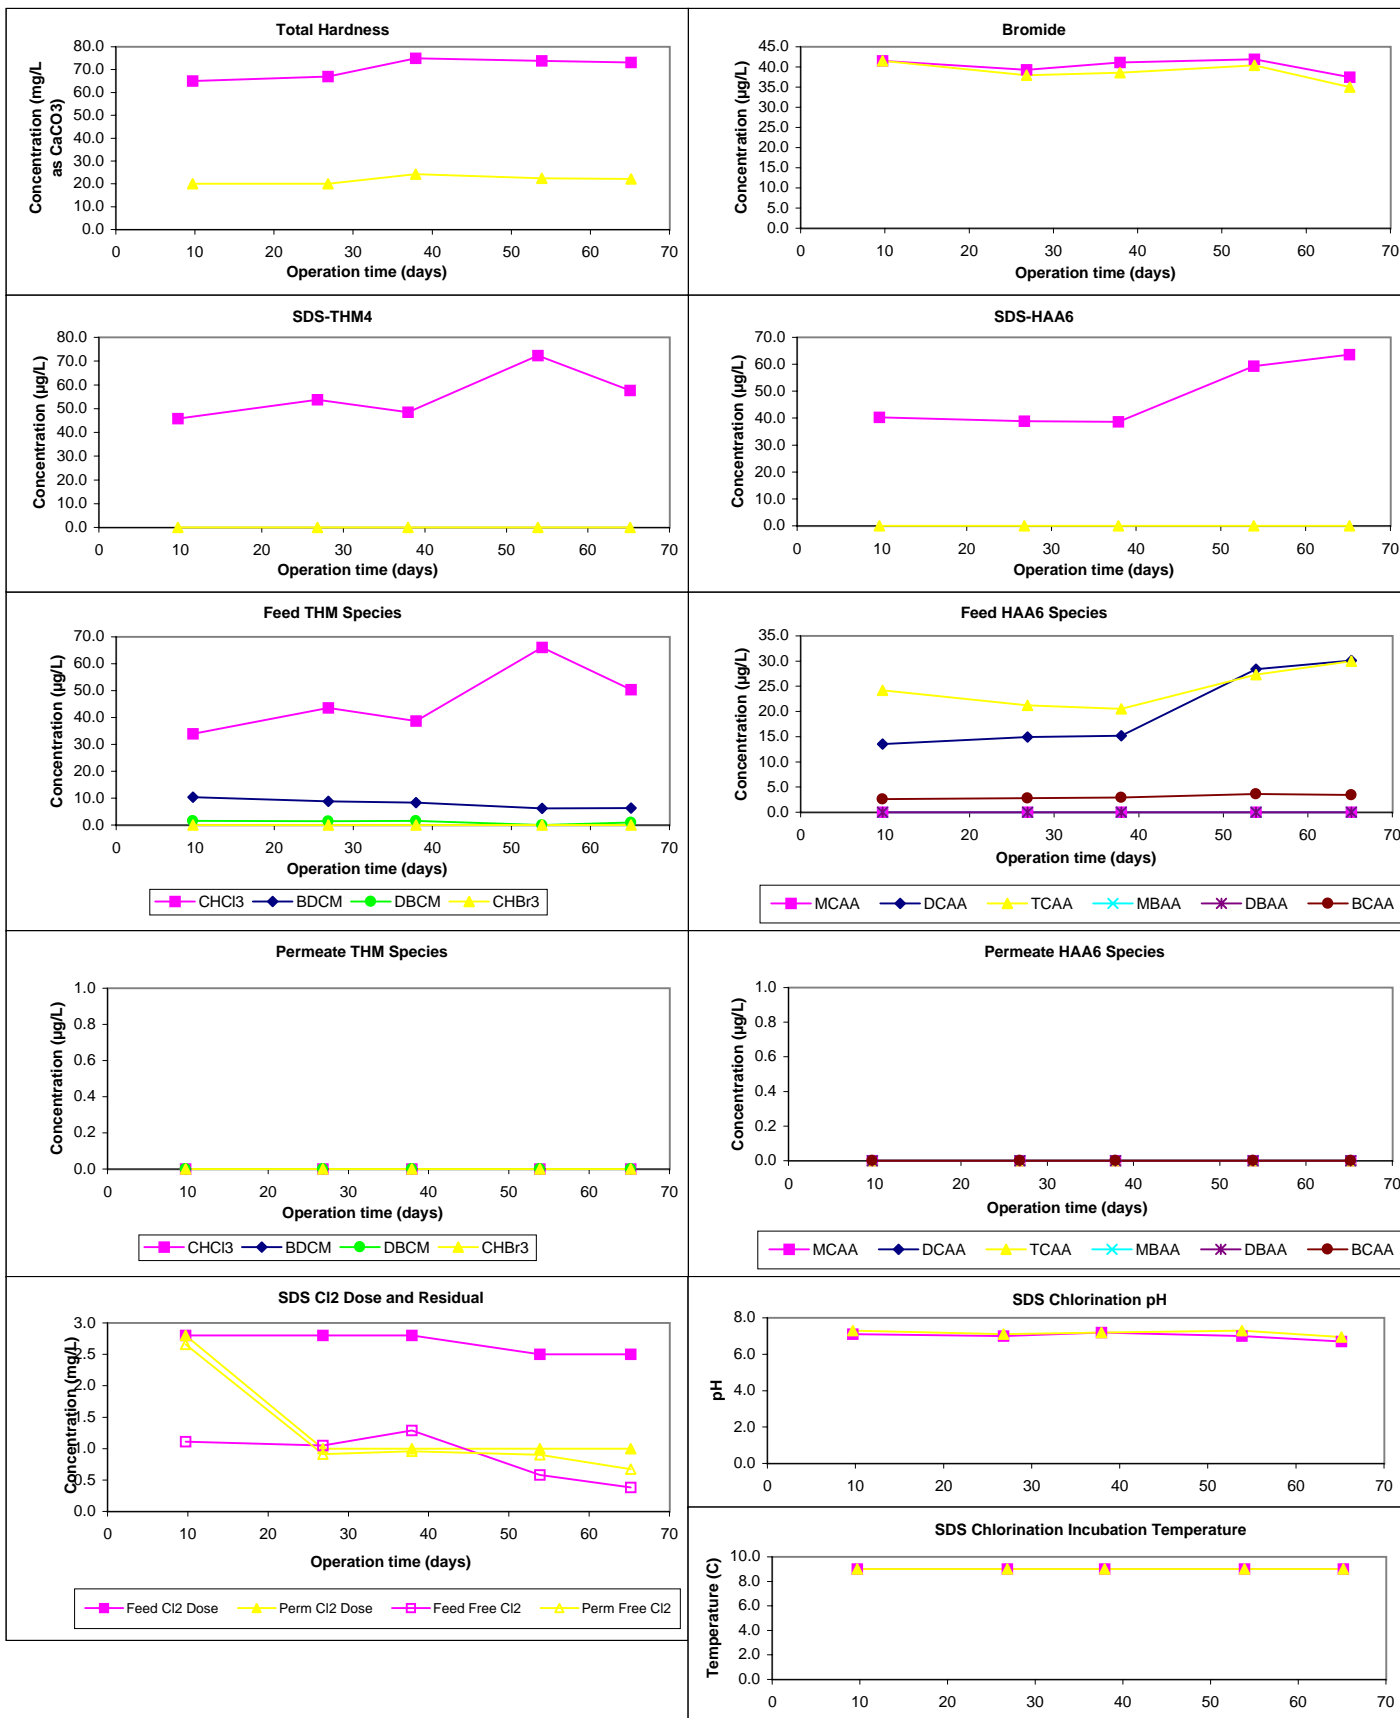 Total Hardness
Concentration (mg/L
as CaCO3)
80.0
70.0
60.0
50.0
40.0
30.0
20.0
10.0
0.0
0 10 20 30 40 50 60 70
Operation time (days)
Bromide
Concentration (µg/L)
45.0
40.0
35.0
30.0
25.0
20.0
15.0
10.0
5.0
0.0
0 10 20 30 40 50 60 70
Operation time (days)
SDS-THM4
Concentration (µg/L)
80.0
70.0
60.0
50.0
40.0
30.0
20.0
10.0
0.0
0 10 20 30 40 50 60 70
Operation time (days)
SDS-HAA6
Concentration (µg/L)
70.0
60.0
50.0
40.0
30.0
20.0
10.0
0.0
0 10 20 30 40 50 60 70
Operation time (days)
Feed THM Species
Concentration (µg/L)
70.0
60.0
50.0
40.0
30.0
20.0
10.0
0.0
0 10 20 30 40 50 60 70
Operation time (days)
CHCl3 BDCM DBCM CHBr3
Feed HAA6 Species
Concentration (µg/L)
35.0
30.0
25.0
20.0
15.0
10.0
5.0
0.0
0 10 20 30 40 50 60 70
Operation time (days)
MCAA DCAA TCAA MBAA DBAA BCAA
Permeate THM Species
Concentration (µg/L)
1.0
0.8
0.6
0.4
0.2
0.0
0 10 20 30 40 50 60 70
Operation time (days)
CHCl3 BDCM DBCM CHBr3
Permeate HAA6 Species
Concentration (µg/L)
1.0
0.8
0.6
0.4
0.2
0.0
0 10 20 30 40 50 60 70
Operation time (days)
MCAA DCAA TCAA MBAA DBAA BCAA
SDS Cl2 Dose and Residual
Concentration (mg/L)
3.0
2.5
2.0
1.5
1.0
0.5
0.0
0 10 20 30 40 50 60 70
Operation time (days)
Feed Cl2 Dose Perm Cl2 Dose Feed Free Cl2 Perm Free Cl2
SDS Chlorination pH
pH
8.0
6.0
4.0
2.0
0.0
0 10 20 30 40 50 60 70
SDS Chlorination Incubation Temperature
Temperature (C)
10.0
8.0
6.0
4.0
2.0
0.0
0 10 20 30 40 50 60 70